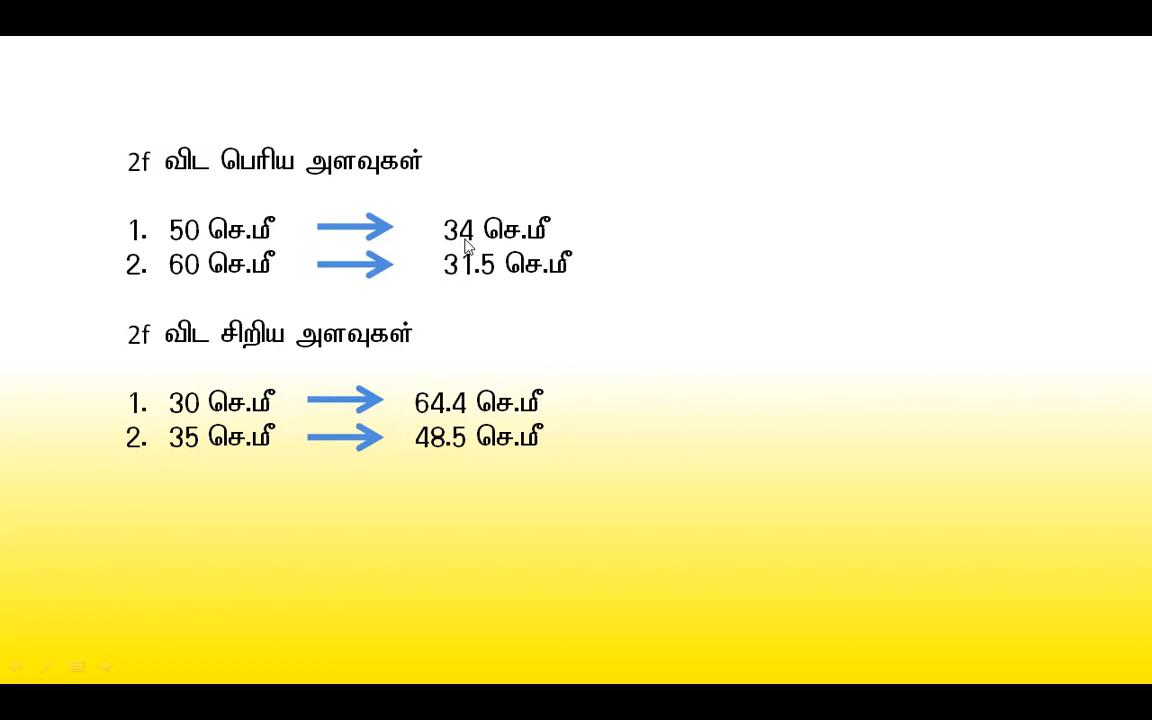 2f விட பெரிய அளவுகள்
1. 50 செ.மீ 34 செ.மீ
2. 60 செ.மீ 31.5 செ.மீ
2f விட சிறிய அளவுகள்
1. 30 செ.மீ 64.4 செ.மீ
2. 35 செ.மீ 48.5 செ.மீ